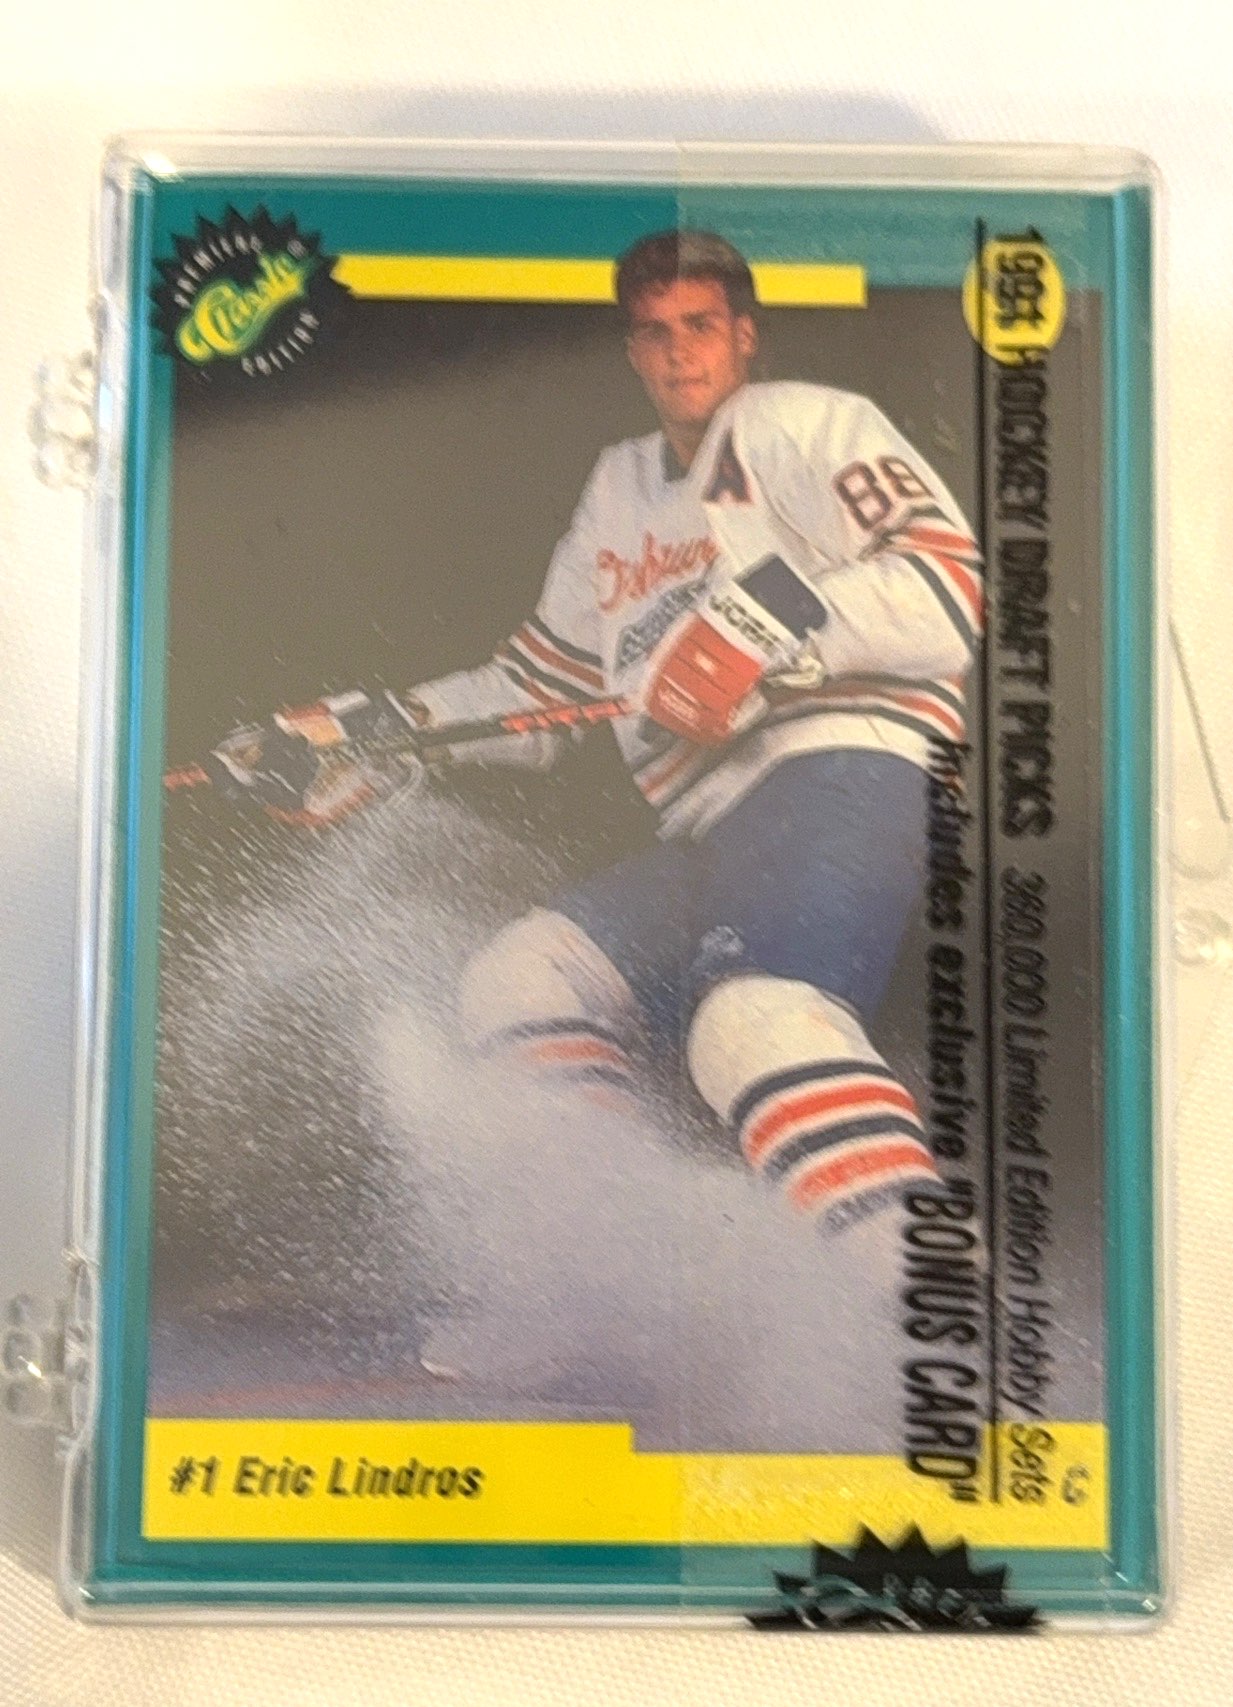 PREMIERE
Classic
EDITION
1991 HOCKEY DRAFT PICKS 360,000 Limited Edition Hobby Sets
Includes exclusive "BONUS CARD"
A
88
Oshawa
#1 Eric Lindros
C